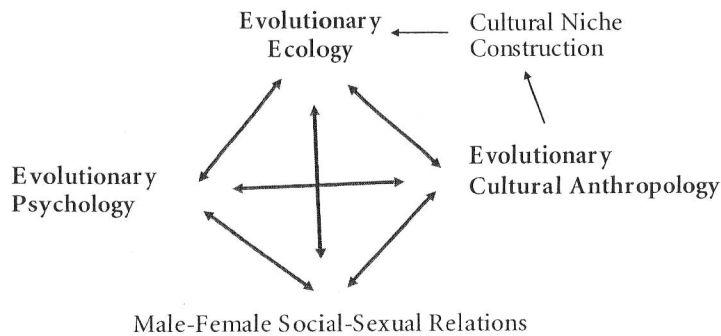 Evolutionary
Ecology
Cultural Niche
Construction
Evolutionary
Psychology
Evolutionary
Cultural Anthropology
Male-Female Social-Sexual Relations